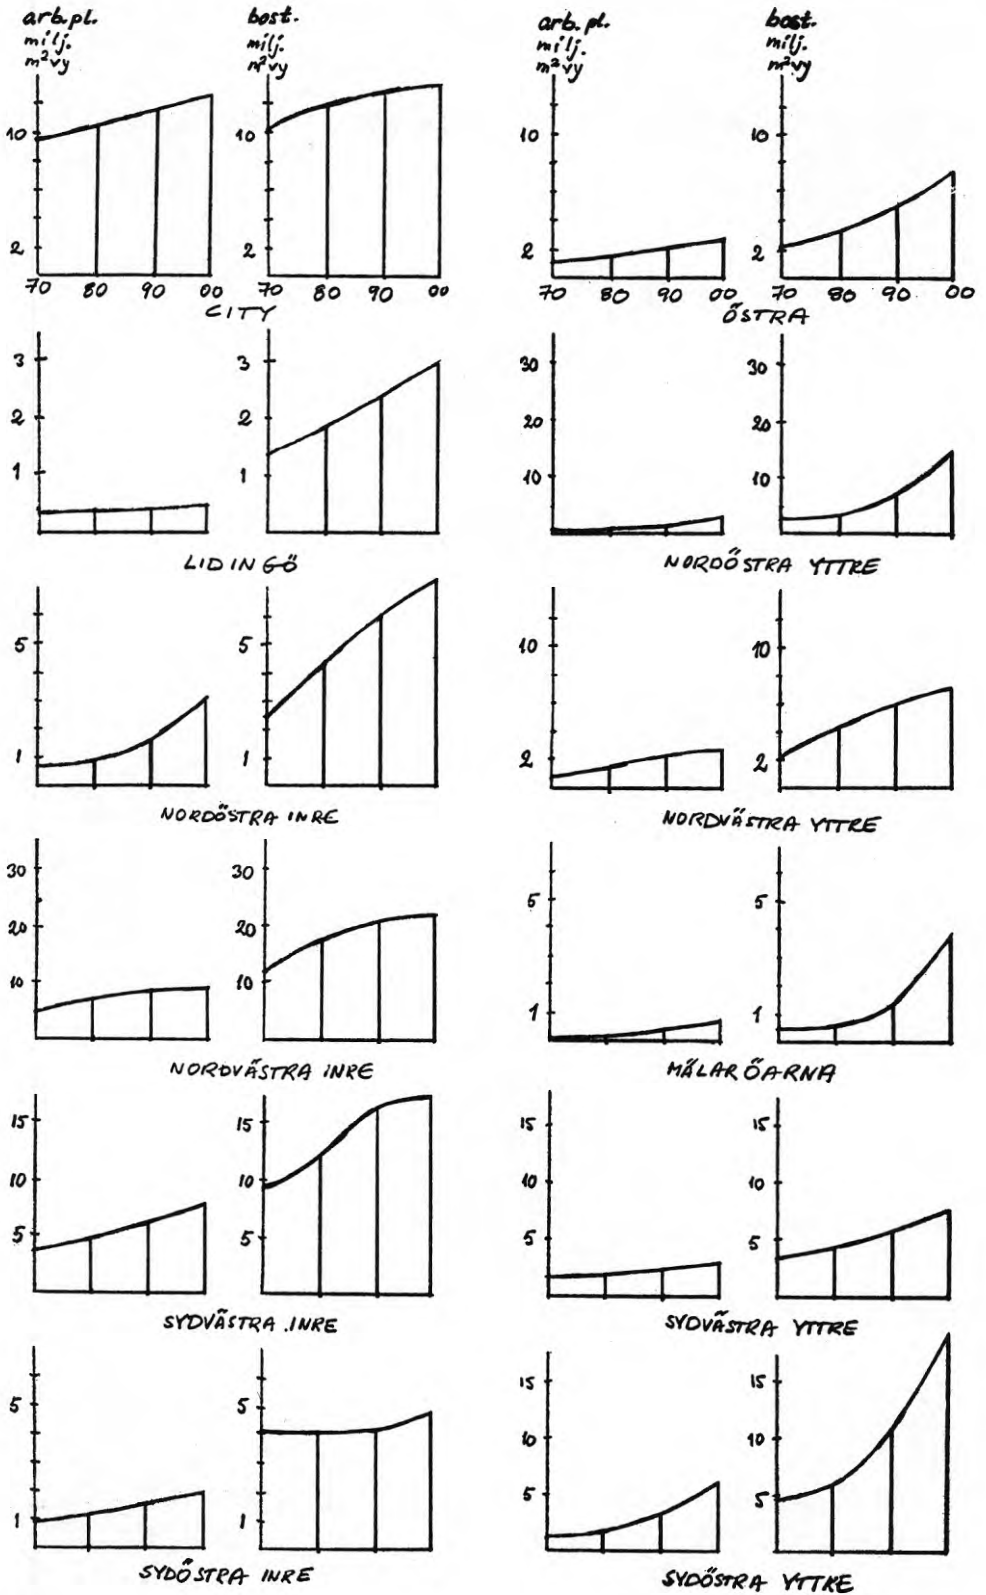 arb.pl. bost. arb.pl. bost.
milj. milj. milj. milj.
m²vy m²vy m²vy m²vy
10 10 10 10
2 2 2 2
70 80 90 00 70 80 90 00 70 80 90 00 70 80 90 00
CITY ÖSTRA
3 3 30 30
2 2 20 20
1 1 10 10
LIDINGÖ NORDÖSTRA YTTRE
5 5 10 10
1 1 2 2
NORDÖSTRA INRE NORDVÄSTRA YTTRE
30 30 5 5
20 20
10 10 1 1
NORDVÄSTRA INRE MÄLARÖARNA
15 15 15 15
10 10 10 10
5 5 5 5
SYDVÄSTRA INRE SYDVÄSTRA YTTRE
5 5 15 15
10 10
1 1 5 5
SYDÖSTRA INRE SYDÖSTRA YTTRE